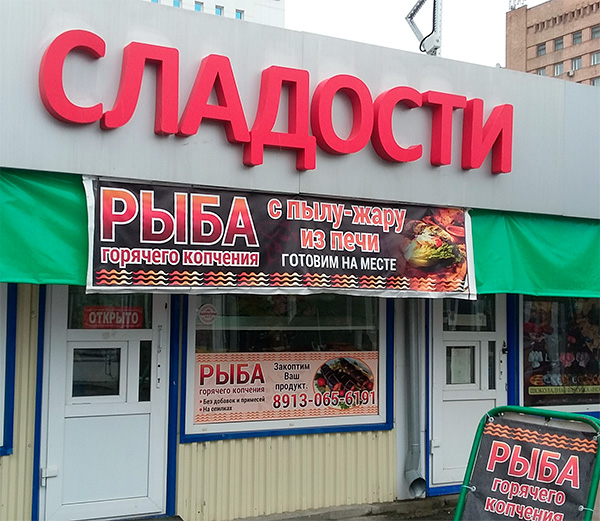 СЛАДОСТИ
РЫБА
горячего копчения
с пылу-жару
из печи
готовим на месте
ОТКРЫТО
РЫБА
горячего копчения
• Без добавок и примесей
• На опилках
Закоптим
Ваш
продукт.
8913-065-6191
РЫБА
горячего
копчения